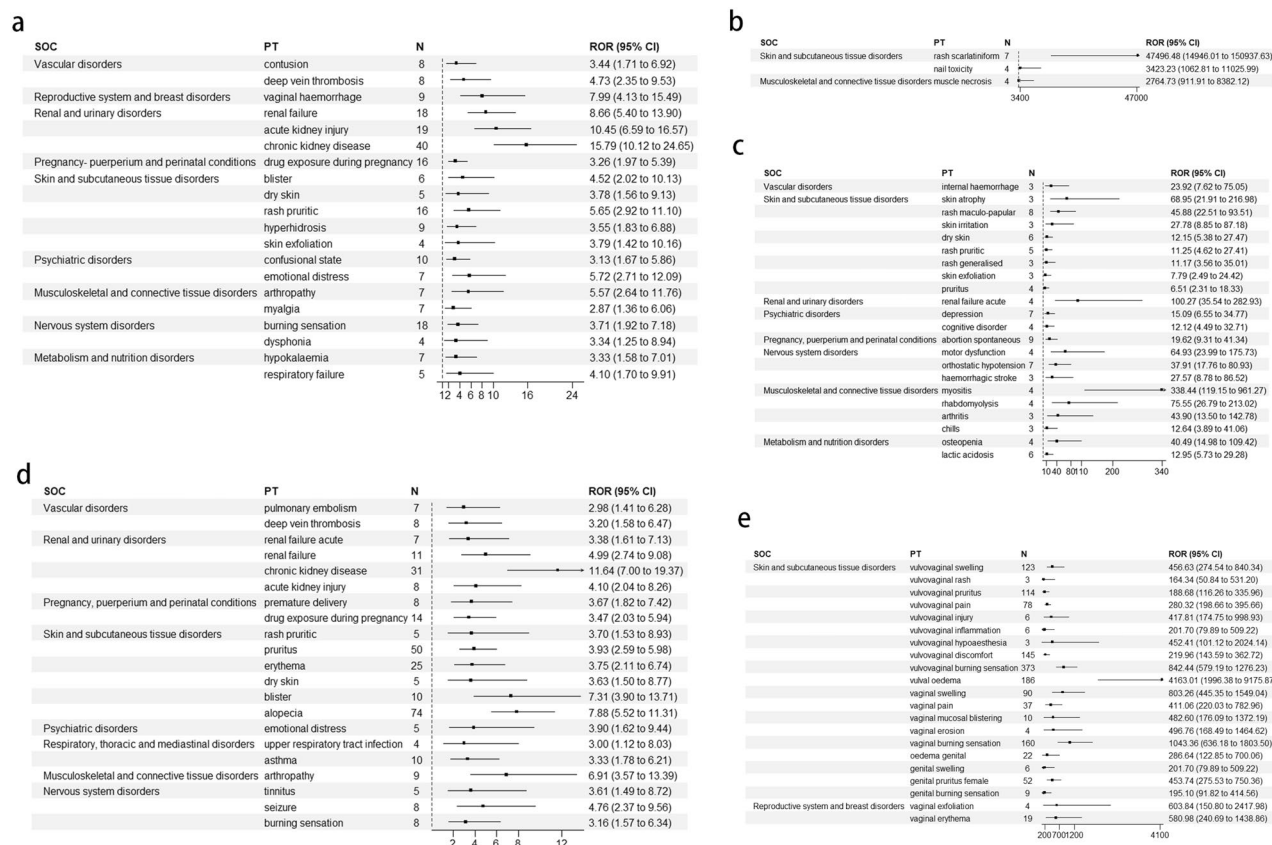 a
SOC PT N ROR (95% CI)
Vascular disorders contusion 8 3.44 (1.71 to 6.92)
deep vein thrombosis 8 4.73 (2.35 to 9.53)
Reproductive system and breast disorders vaginal haemorrhage 9 7.99 (4.13 to 15.49)
Renal and urinary disorders renal failure 18 8.66 (5.40 to 13.90)
acute kidney injury 19 10.45 (6.59 to 16.57)
chronic kidney disease 40 15.79 (10.12 to 24.65)
Pregnancy- puerperium and perinatal conditions drug exposure during pregnancy 16 3.26 (1.97 to 5.39)
Skin and subcutaneous tissue disorders blister 6 4.52 (2.02 to 10.13)
dry skin 5 3.78 (1.56 to 9.13)
rash pruritic 16 5.65 (2.92 to 11.10)
hyperhidrosis 9 3.55 (1.83 to 6.88)
skin exfoliation 4 3.79 (1.42 to 10.16)
Psychiatric disorders confusional state 10 3.13 (1.67 to 5.86)
emotional distress 7 5.72 (2.71 to 12.09)
Musculoskeletal and connective tissue disorders arthropathy 7 5.57 (2.64 to 11.76)
myalgia 7 2.87 (1.36 to 6.06)
Nervous system disorders burning sensation 18 3.71 (1.92 to 7.18)
dysphonia 4 3.34 (1.25 to 8.94)
Metabolism and nutrition disorders hypokalaemia 7 3.33 (1.58 to 7.01)
respiratory failure 5 4.10 (1.70 to 9.91)
12 4 6 8 10 16 24
b
SOC PT N ROR (95% CI)
Skin and subcutaneous tissue disorders rash scarlatiniform 7 47496.48 (14946.01 to 150937.63)
nail toxicity 4 3423.23 (1062.81 to 11025.99)
Musculoskeletal and connective tissue disorders muscle necrosis 4 2764.73 (911.91 to 8382.12)
3400 47000
c
SOC PT N ROR (95% CI)
Vascular disorders internal haemorrhage 3 23.92 (7.62 to 75.05)
Skin and subcutaneous tissue disorders skin atrophy 3 68.95 (21.91 to 216.98)
rash maculo-papular 8 45.88 (22.51 to 93.51)
skin irritation 3 27.78 (8.85 to 87.18)
dry skin 6 12.15 (5.38 to 27.47)
rash pruritic 5 11.25 (4.62 to 27.41)
rash generalised 3 11.17 (3.56 to 35.01)
skin exfoliation 3 7.79 (2.49 to 24.42)
pruritus 4 6.51 (2.31 to 18.33)
Renal and urinary disorders renal failure acute 4 100.27 (35.54 to 282.93)
Psychiatric disorders depression 7 15.09 (6.55 to 34.77)
cognitive disorder 4 12.12 (4.49 to 32.71)
Pregnancy, puerperium and perinatal conditions abortion spontaneous 9 19.62 (9.31 to 41.34)
Nervous system disorders motor dysfunction 4 64.93 (23.99 to 175.73)
orthostatic hypotension 7 37.91 (17.76 to 80.93)
haemorrhagic stroke 3 27.57 (8.78 to 86.52)
Musculoskeletal and connective tissue disorders myositis 4 338.44 (119.15 to 961.27)
rhabdomyolysis 4 75.55 (26.79 to 213.02)
arthritis 3 43.90 (13.50 to 142.78)
chills 3 12.64 (3.89 to 41.06)
Metabolism and nutrition disorders osteopenia 4 40.49 (14.98 to 109.42)
lactic acidosis 6 12.95 (5.73 to 29.28)
10 40 80 110 200 340
d
SOC PT N ROR (95% CI)
Vascular disorders pulmonary embolism 7 2.98 (1.41 to 6.28)
deep vein thrombosis 8 3.20 (1.58 to 6.47)
Renal and urinary disorders renal failure acute 7 3.38 (1.61 to 7.13)
renal failure 11 4.99 (2.74 to 9.08)
chronic kidney disease 31 11.64 (7.00 to 19.37)
acute kidney injury 8 4.10 (2.04 to 8.26)
Pregnancy, puerperium and perinatal conditions premature delivery 8 3.67 (1.82 to 7.42)
drug exposure during pregnancy 14 3.47 (2.03 to 5.94)
Skin and subcutaneous tissue disorders rash pruritic 5 3.70 (1.53 to 8.93)
pruritus 50 3.93 (2.59 to 5.98)
erythema 25 3.75 (2.11 to 6.74)
dry skin 5 3.63 (1.50 to 8.77)
blister 10 7.31 (3.90 to 13.71)
alopecia 74 7.88 (5.52 to 11.31)
Psychiatric disorders emotional distress 5 3.90 (1.62 to 9.44)
Respiratory, thoracic and mediastinal disorders upper respiratory tract infection 4 3.00 (1.12 to 8.03)
asthma 10 3.33 (1.78 to 6.21)
Musculoskeletal and connective tissue disorders arthropathy 9 6.91 (3.57 to 13.39)
Nervous system disorders tinnitus 5 3.61 (1.49 to 8.72)
seizure 8 4.76 (2.37 to 9.56)
burning sensation 8 3.16 (1.57 to 6.34)
2 4 6 8 12
e
SOC PT N ROR (95% CI)
Skin and subcutaneous tissue disorders vulvovaginal swelling 123 456.63 (274.54 to 840.34)
vulvovaginal rash 3 164.34 (50.84 to 531.20)
vulvovaginal pruritus 114 188.68 (116.26 to 335.96)
vulvovaginal pain 78 280.32 (198.66 to 395.66)
vulvovaginal injury 6 417.81 (174.75 to 998.93)
vulvovaginal inflammation 6 201.70 (79.89 to 509.22)
vulvovaginal hypoaesthesia 3 452.41 (101.12 to 2024.14)
vulvovaginal discomfort 145 219.96 (143.59 to 362.72)
vulvovaginal burning sensation 373 842.44 (579.19 to 1276.23)
vulval oedema 186 4163.01 (1996.38 to 9175.87
vaginal swelling 90 803.26 (445.35 to 1549.04)
vaginal pain 37 411.06 (220.03 to 782.96)
vaginal mucosal blistering 10 482.60 (176.09 to 1372.19)
vaginal erosion 4 496.76 (168.49 to 1464.62)
vaginal burning sensation 160 1043.36 (636.18 to 1803.50)
oedema genital 22 286.64 (122.85 to 700.06)
genital swelling 6 201.70 (79.89 to 509.22)
genital pruritus female 52 453.74 (275.53 to 750.36)
genital burning sensation 9 195.10 (91.82 to 414.56)
Reproductive system and breast disorders vaginal exfoliation 4 603.84 (150.80 to 2417.98)
vaginal erythema 19 580.98 (240.69 to 1438.86)
200 700 1200 4100